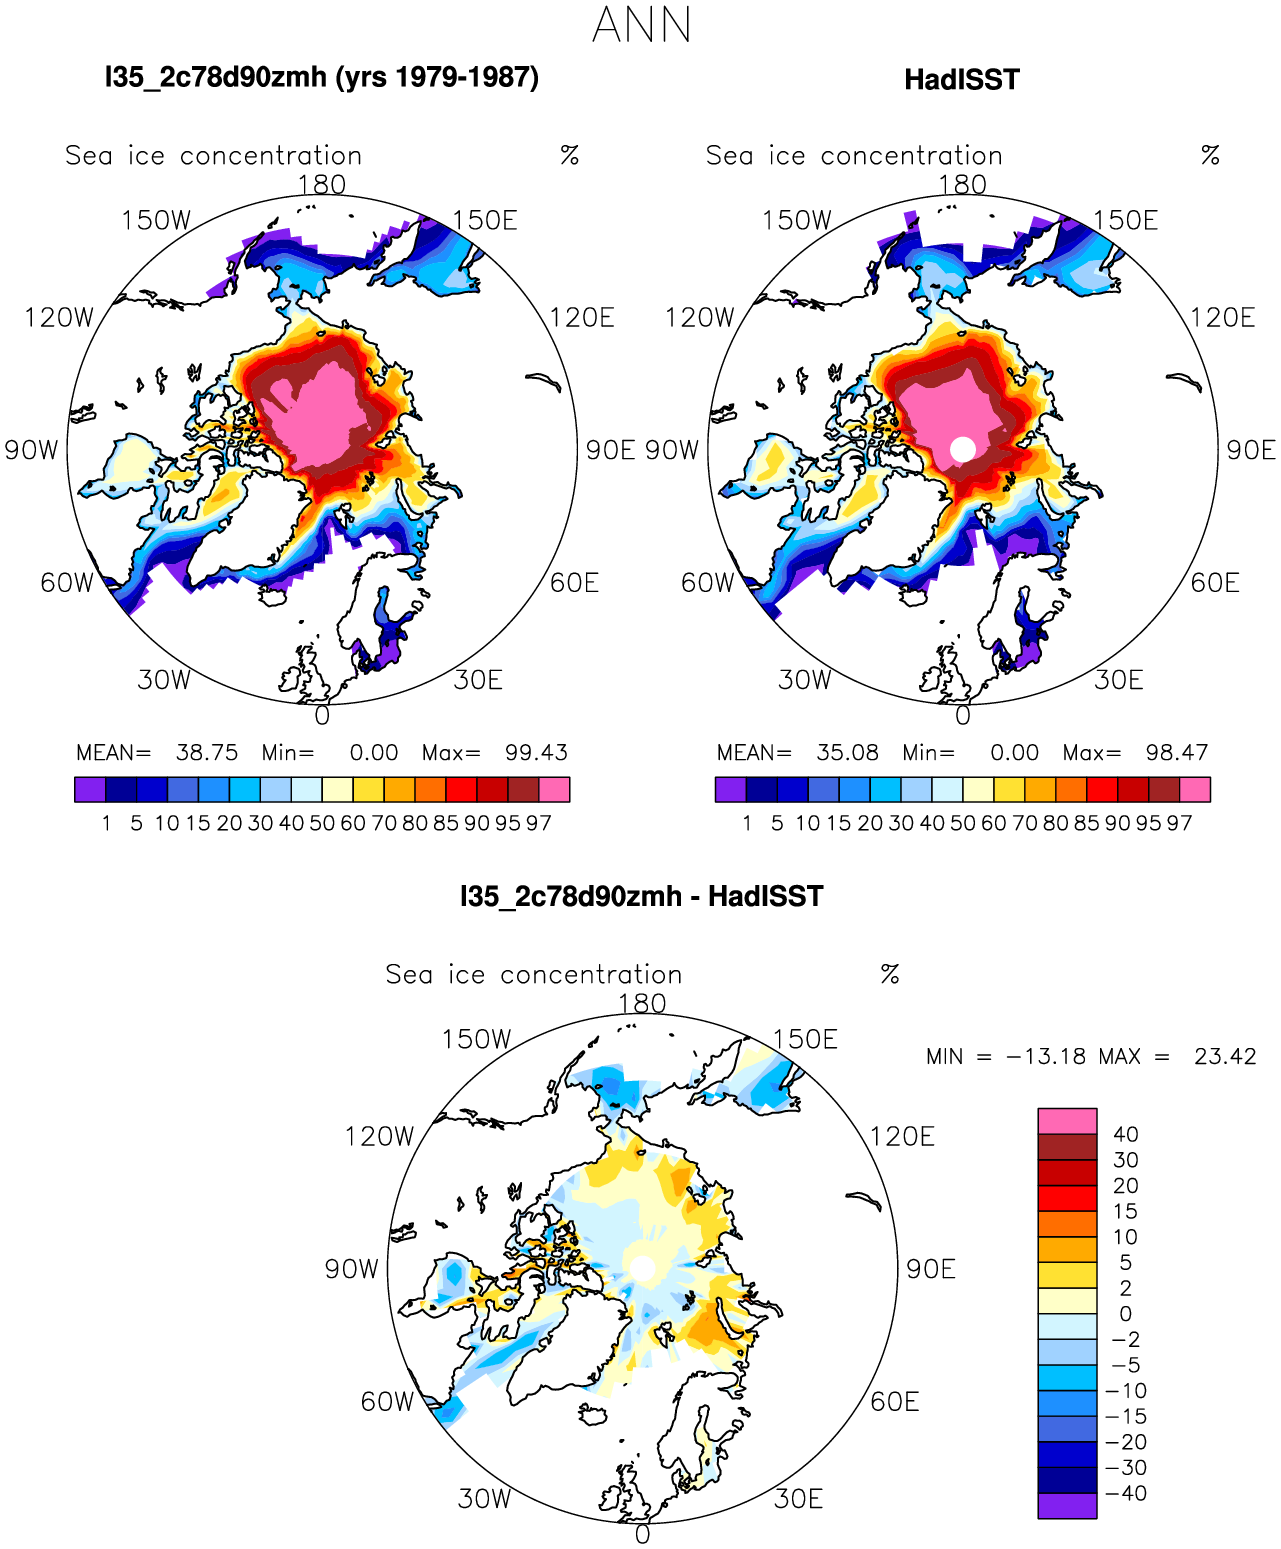 ANN
I35_2c78d90zmh (yrs 1979-1987)
HadISST
Sea ice concentration %
Sea ice concentration %
180
150W 150E
120W 120E
90W 90E
60W 60E
30W 30E
0
180
150W 150E
120W 120E
90W 90E
60W 60E
30W 30E
0
MEAN= 38.75 Min= 0.00 Max= 99.43
1 5 10 15 20 30 40 50 60 70 80 85 90 95 97
MEAN= 35.08 Min= 0.00 Max= 98.47
1 5 10 15 20 30 40 50 60 70 80 85 90 95 97
I35_2c78d90zmh - HadISST
Sea ice concentration %
180
150W 150E
120W 120E
90W 90E
60W 60E
30W 30E
0
MIN = −13.18 MAX = 23.42
40
30
20
15
10
5
2
0
−2
−5
−10
−15
−20
−30
−40